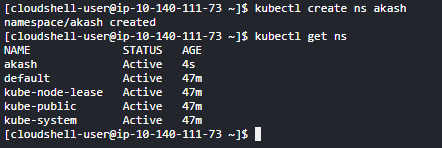 [cloudshell-user@ip-10-140-111-73 ~]$ kubectl create ns akash
namespace/akash created
[cloudshell-user@ip-10-140-111-73 ~]$ kubectl get ns
NAME              STATUS   AGE
akash             Active   4s
default           Active   47m
kube-node-lease   Active   47m
kube-public       Active   47m
kube-system       Active   47m
[cloudshell-user@ip-10-140-111-73 ~]$